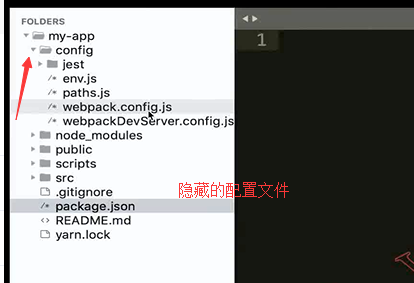 FOLDERS
my-app
config
jest
env.js
paths.js
webpack.config.js
webpackDevServer.config.js
node_modules
public
scripts
src
.gitignore
package.json
README.md
yarn.lock
1
隐藏的配置文件